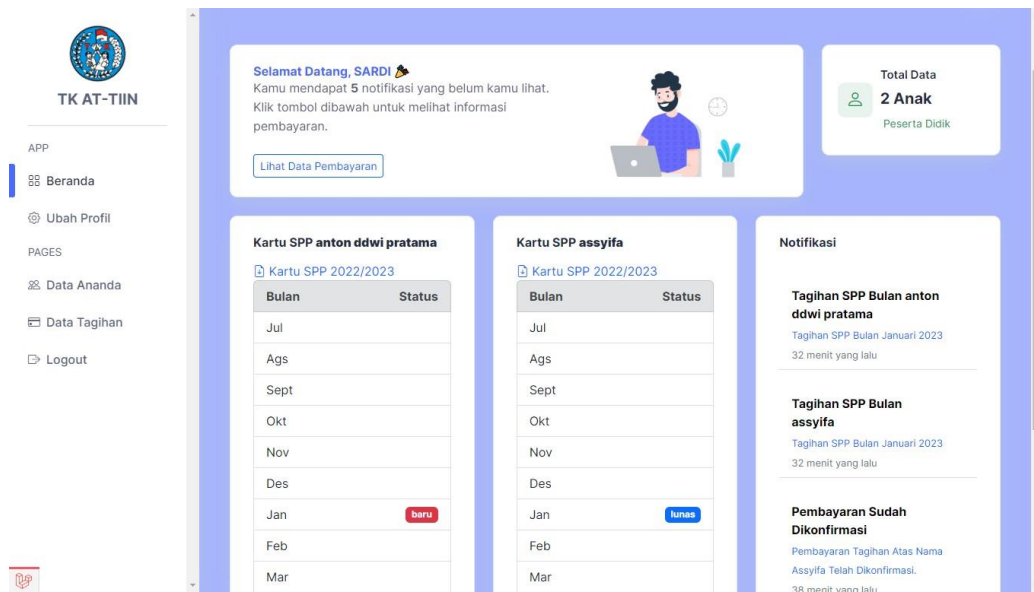 TK AT-TIIN
APP
Beranda
Ubah Profil
PAGES
Data Ananda
Data Tagihan
Logout
Selamat Datang, SARDI
Kamu mendapat 5 notifikasi yang belum kamu lihat.
Klik tombol dibawah untuk melihat informasi
pembayaran.
Lihat Data Pembayaran
Total Data
2 Anak
Peserta Didik
Kartu SPP anton ddwi pratama
Kartu SPP 2022/2023
Bulan Status
Jul
Ags
Sept
Okt
Nov
Des
Jan baru
Feb
Mar
Kartu SPP assyifa
Kartu SPP 2022/2023
Bulan Status
Jul
Ags
Sept
Okt
Nov
Des
Jan lunas
Feb
Mar
Notifikasi
Tagihan SPP Bulan anton
ddwi pratama
Tagihan SPP Bulan Januari 2023
32 menit yang lalu
Tagihan SPP Bulan
assyifa
Tagihan SPP Bulan Januari 2023
32 menit yang lalu
Pembayaran Sudah
Dikonfirmasi
Pembayaran Tagihan Atas Nama
Assyifa Telah Dikonfirmasi.
38 menit yang lalu